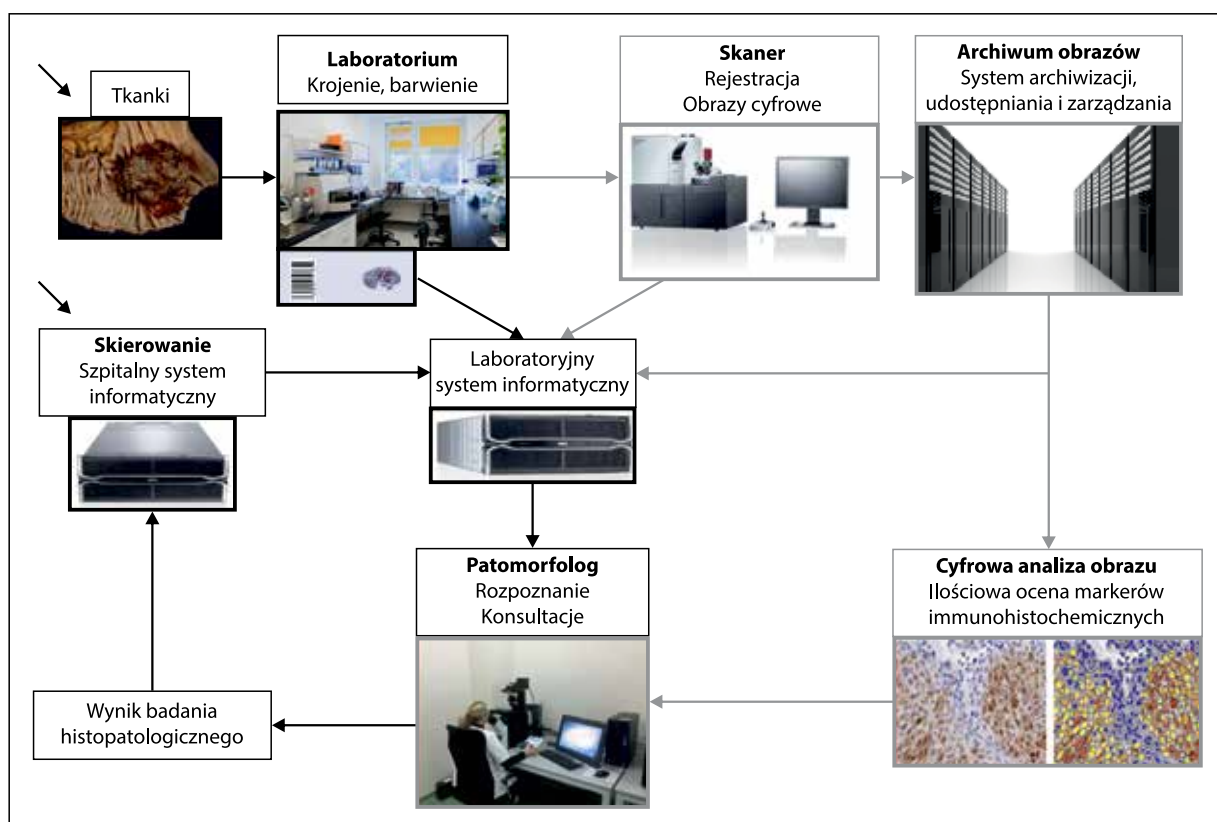 Tkanki
Laboratorium
Krojenie, barwienie
Skaner
Rejestracja
Obrazy cyfrowe
Archiwum obrazów
System archiwizacji,
udostępniania i zarządzania
Skierowanie
Szpitalny system
informatyczny
Laboratoryjny
system informatyczny
Patomorfolog
Rozpoznanie
Konsultacje
Cyfrowa analiza obrazu
Ilościowa ocena markerów
immunohistochemicznych
Wynik badania
histopatologicznego